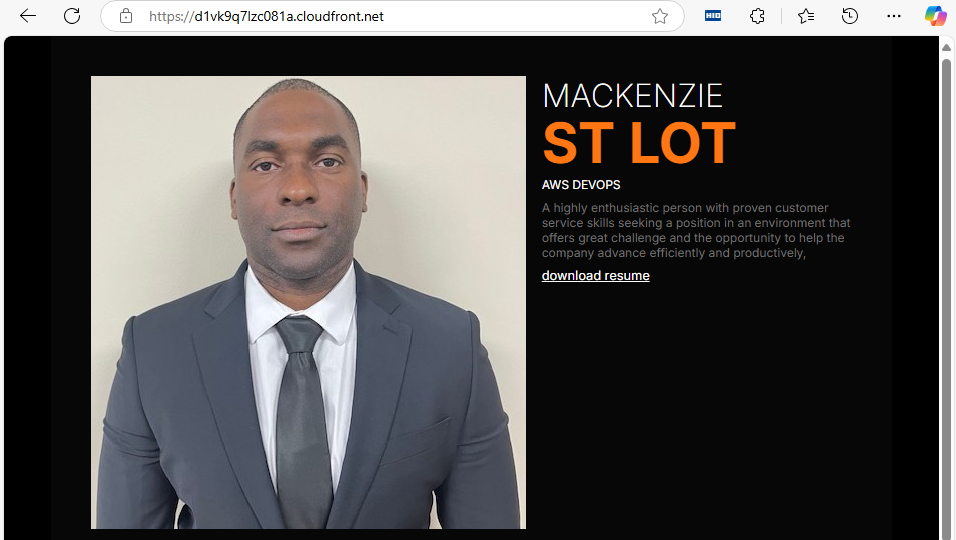 https://d1vk9q7lzc081a.cloudfront.net
HID
MACKENZIE
ST LOT
AWS DEVOPS
A highly enthusiastic person with proven customer
service skills seeking a position in an environment that
offers great challenge and the opportunity to help the
company advance efficiently and productively,
download resume